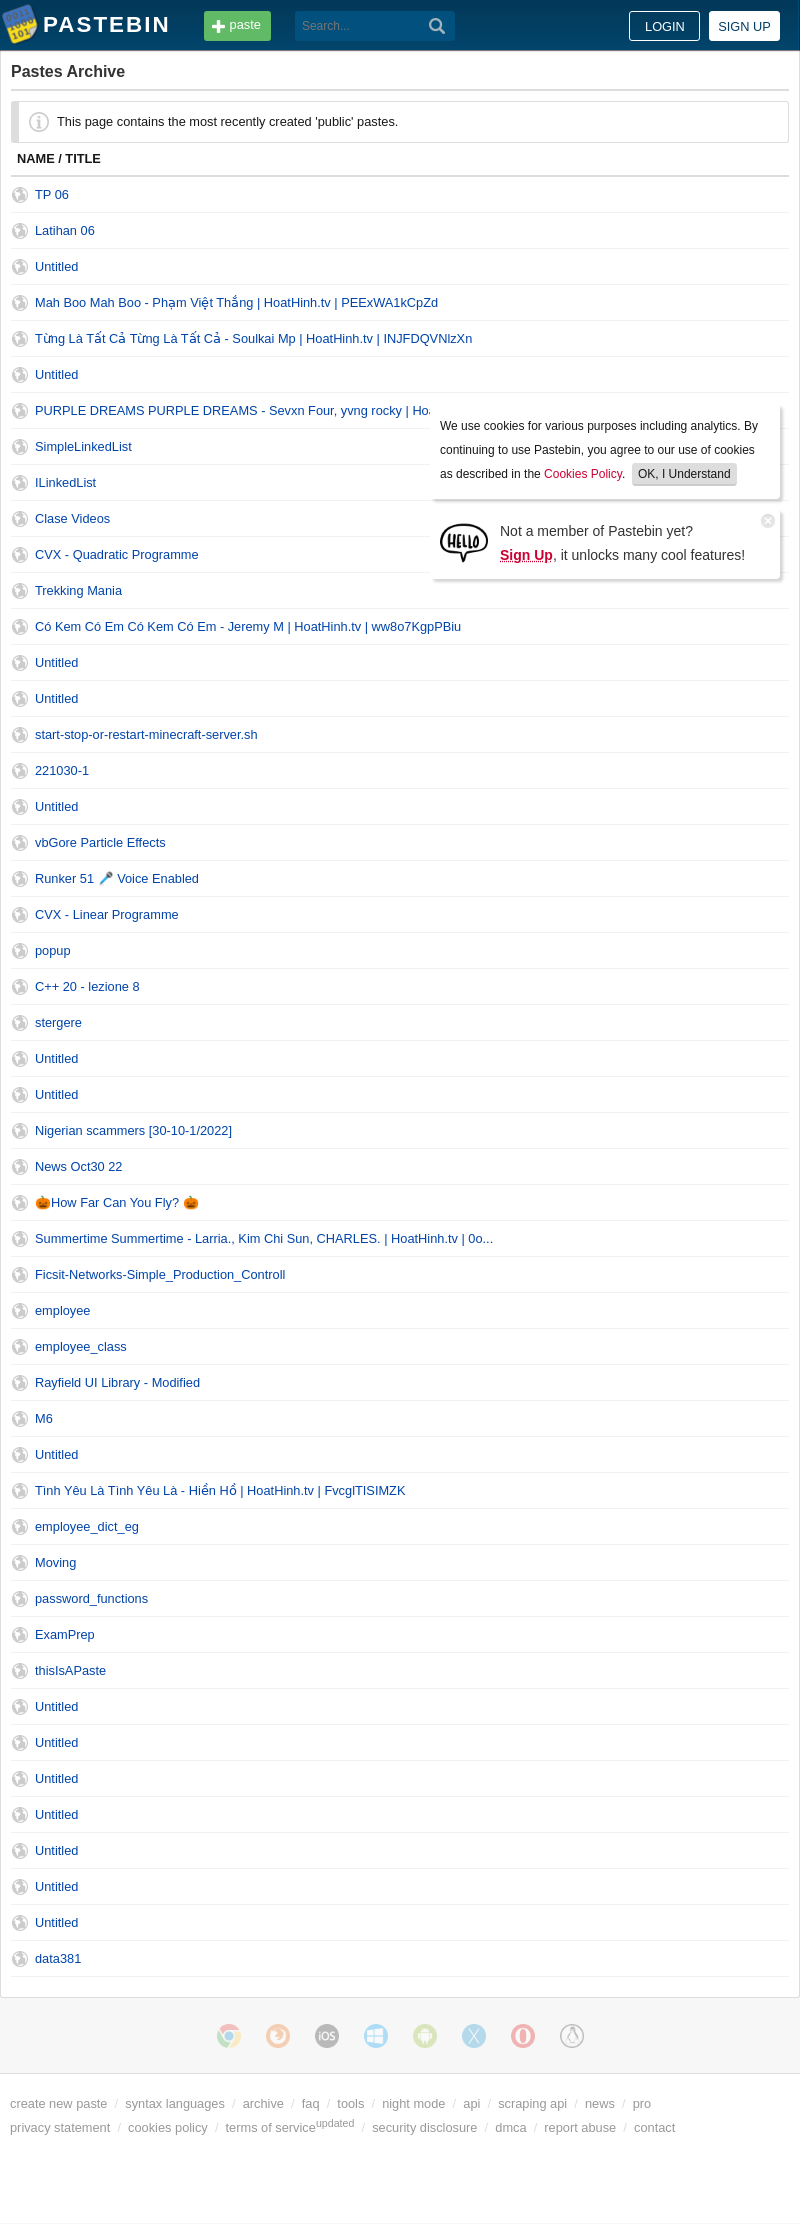 PASTEBIN
paste
Search...
LOGIN
SIGN UP
Pastes Archive
This page contains the most recently created 'public' pastes.
NAME / TITLE
TP 06
Latihan 06
Untitled
Mah Boo Mah Boo - Phạm Việt Thắng | HoatHinh.tv | PEExWA1kCpZd
Từng Là Tất Cả Từng Là Tất Cả - Soulkai Mp | HoatHinh.tv | INJFDQVNlzXn
Untitled
PURPLE DREAMS PURPLE DREAMS - Sevxn Four, yvng rocky |
SimpleLinkedList
ILinkedList
Clase Videos
CVX - Quadratic Programme
We use cookies for various purposes including analytics. By
continuing to use Pastebin, you agree to our use of cookies
as described in the Cookies Policy. OK, I Understand
HELLO
Not a member of Pastebin yet?
Sign Up, it unlocks many cool features!
Trekking Mania
Có Kem Có Em Có Kem Có Em - Jeremy M | HoatHinh.tv | ww8o7KgpPBiu
Untitled
Untitled
start-stop-or-restart-minecraft-server.sh
221030-1
Untitled
vbGore Particle Effects
Runker 51 🎤 Voice Enabled
CVX - Linear Programme
popup
C++ 20 - lezione 8
stergere
Untitled
Untitled
Nigerian scammers [30-10-1/2022]
News Oct30 22
🎃How Far Can You Fly? 🎃
Summertime Summertime - Larria., Kim Chi Sun, CHARLES. | HoatHinh.tv | 0o...
Ficsit-Networks-Simple_Production_Controll
employee
employee_class
Rayfield UI Library - Modified
M6
Untitled
Tình Yêu Là Tình Yêu Là - Hiền Hồ | HoatHinh.tv | FvcglTISIMZK
employee_dict_eg
Moving
password_functions
ExamPrep
thisIsAPaste
Untitled
Untitled
Untitled
Untitled
Untitled
Untitled
Untitled
data381
iOS
create new paste / syntax languages / archive / faq / tools / night mode / api / scraping api / news / pro
privacy statement / cookies policy / terms of serviceupdated / security disclosure / dmca / report abuse / contact